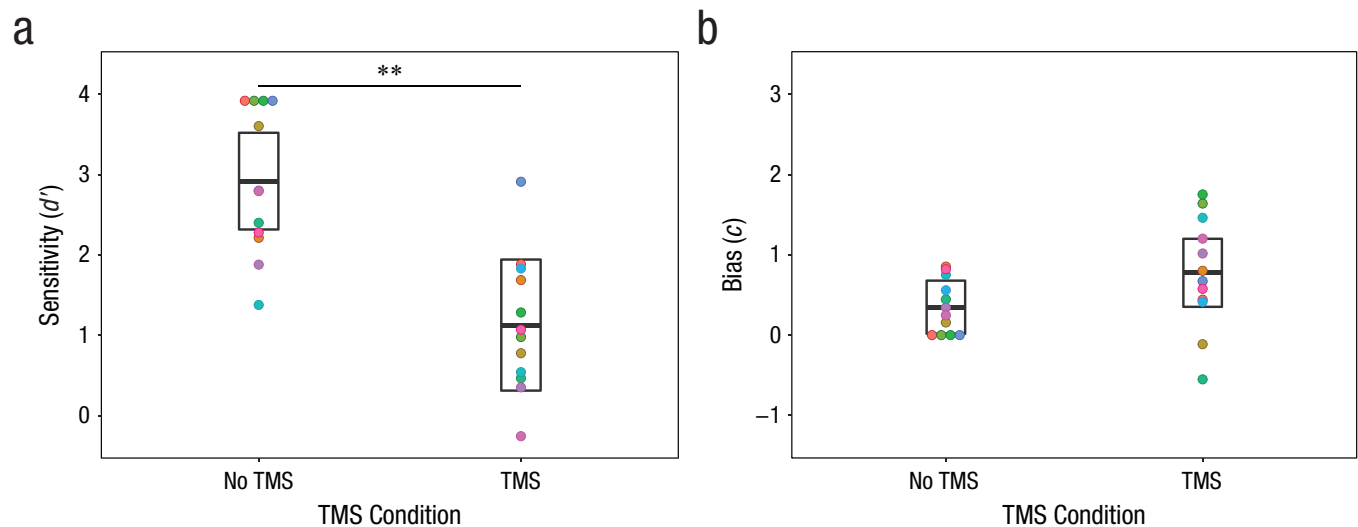 a
**
Sensitivity (d′)
4
3
2
1
0
No TMS
TMS
TMS Condition
b
Bias (c)
3
2
1
0
−1
No TMS
TMS
TMS Condition